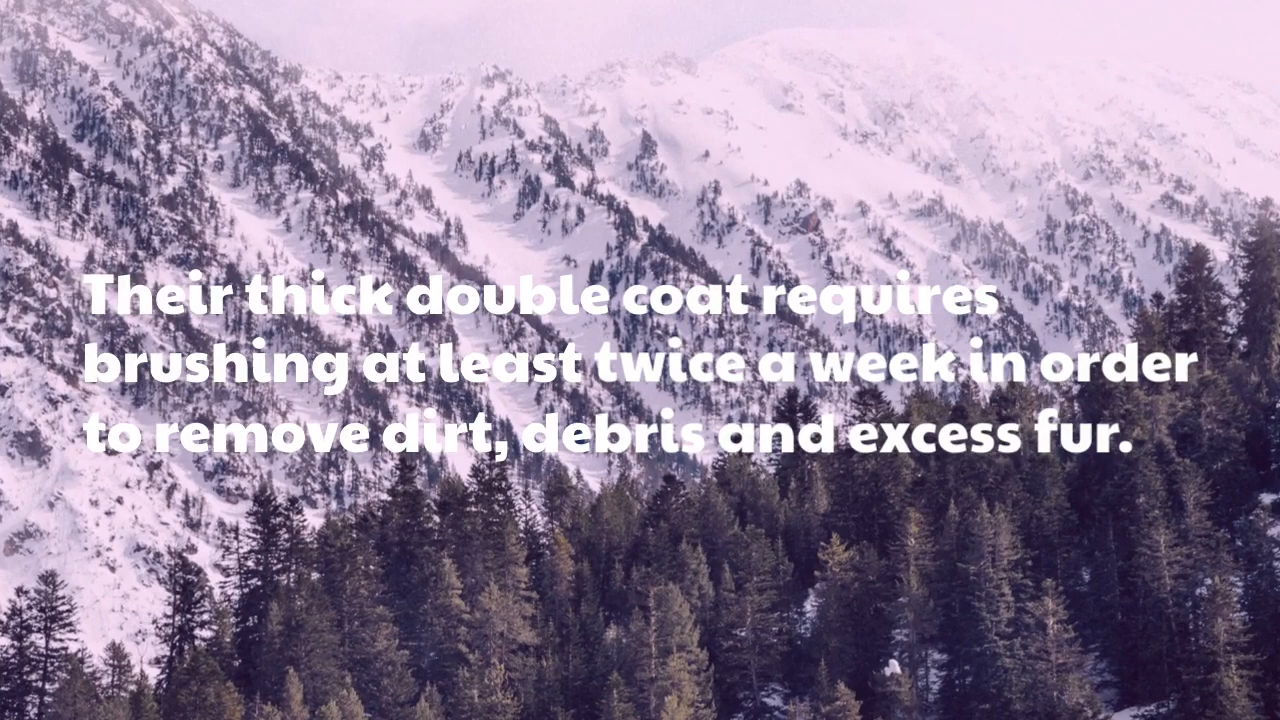 Their thick double coat requires
brushing at least twice a week in order
to remove dirt, debris and excess fur.